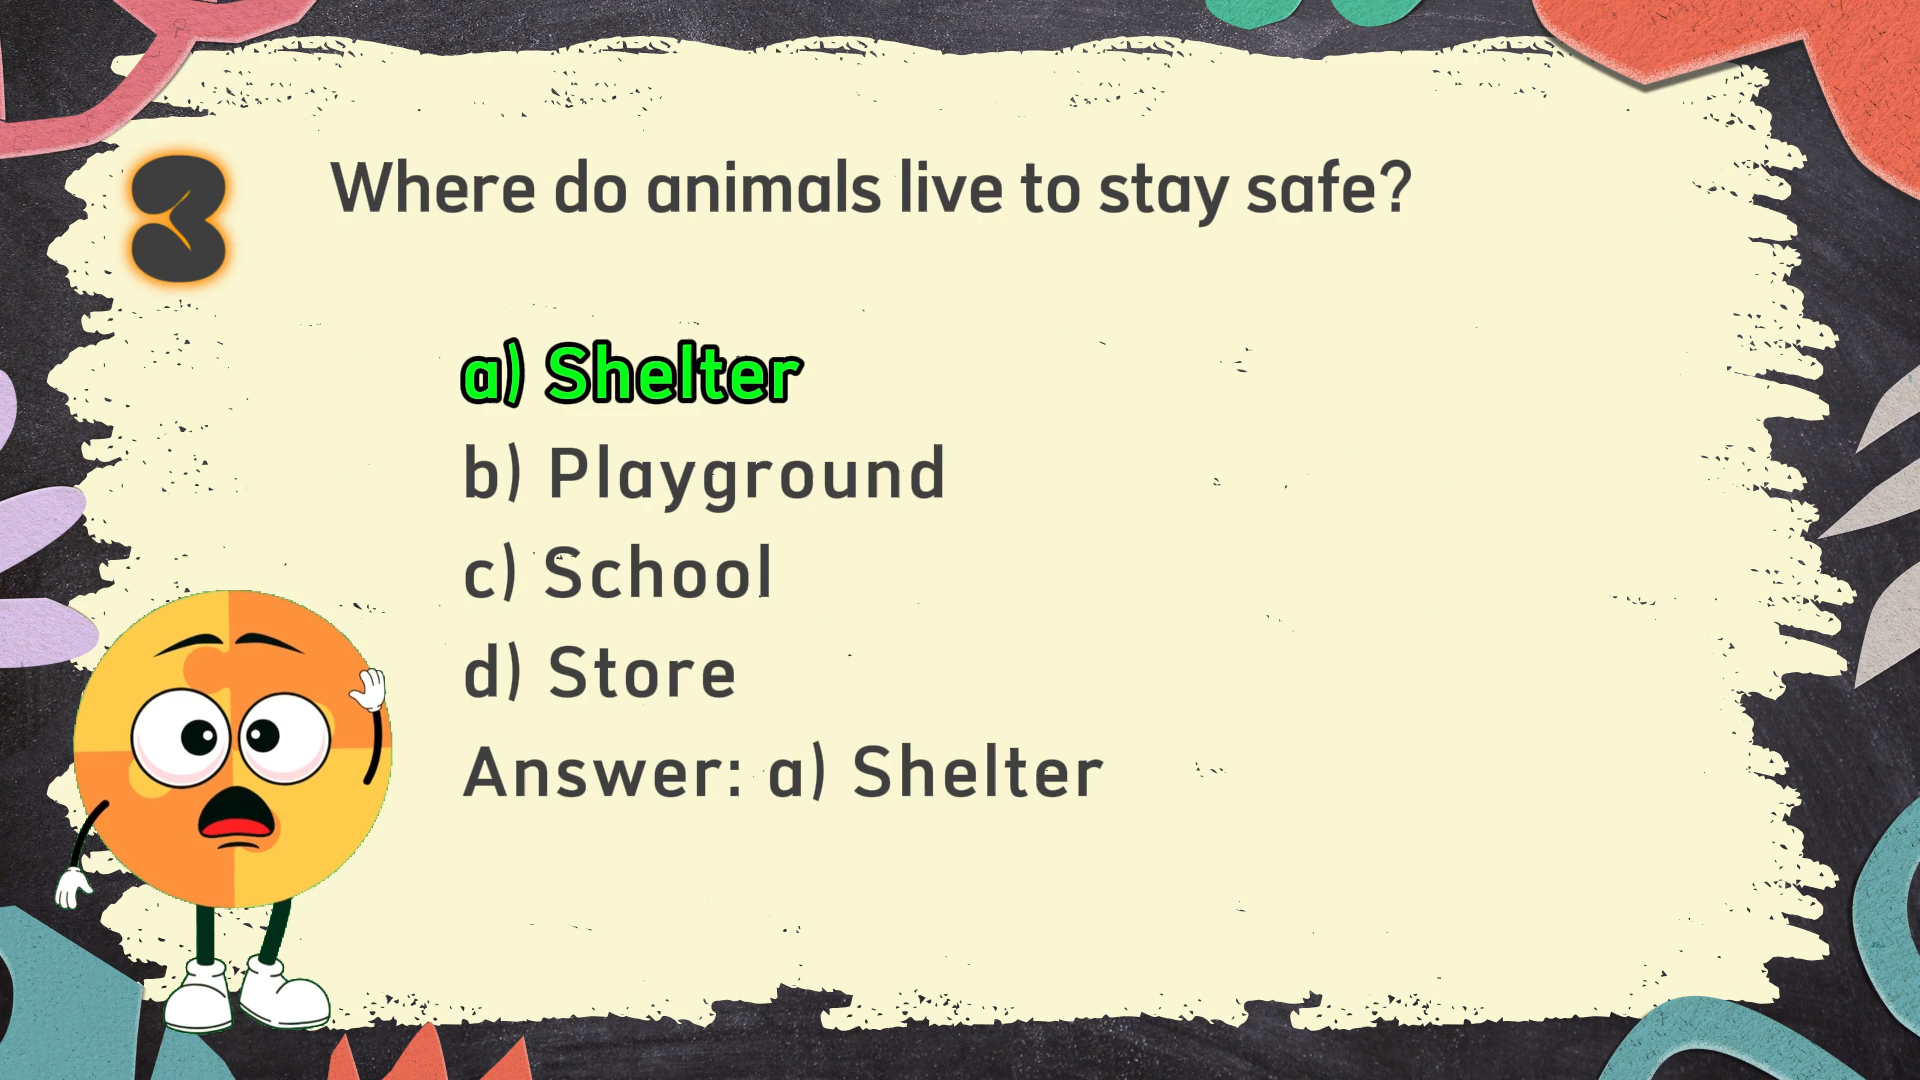 3
Where do animals live to stay safe?
a) Shelter
b) Playground
c) School
d) Store
Answer: a) Shelter